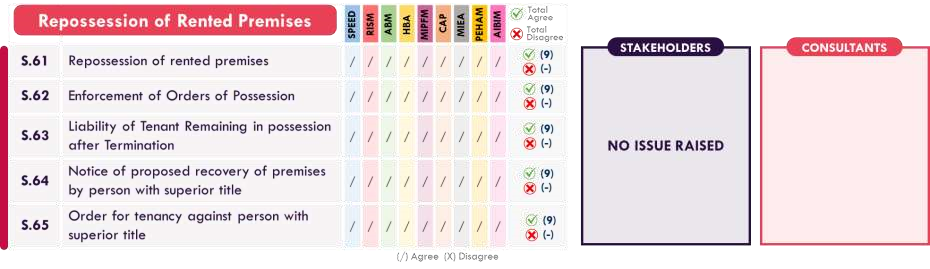 Repossession of Rented Premises
SPEED RISM ABM HBA MIPFM CAP MIEA PEHAM AIBIM
Total Agree
Total Disagree
S.61 Repossession of rented premises / / / / / / / / / (9)
(-)
S.62 Enforcement of Orders of Possession / / / / / / / / / (9)
(-)
S.63 Liability of Tenant Remaining in possession
after Termination / / / / / / / / / (9)
(-)
S.64 Notice of proposed recovery of premises
by person with superior title / / / / / / / / / (9)
(-)
S.65 Order for tenancy against person with
superior title / / / / / / / / / (9)
(-)
(/) Agree (X) Disagree
STAKEHOLDERS
NO ISSUE RAISED
CONSULTANTS